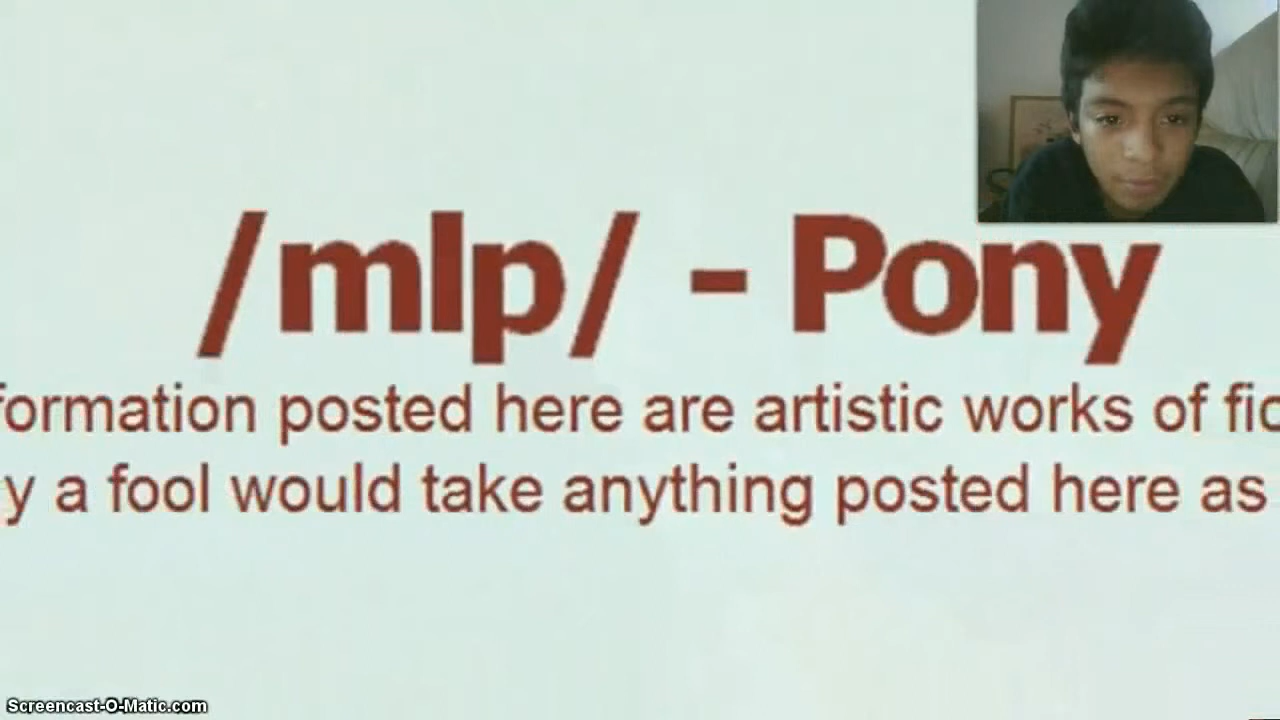 /mlp/ - Pony
formation posted here are artistic works of fic
y a fool would take anything posted here as
Screencast-O-Matic.com